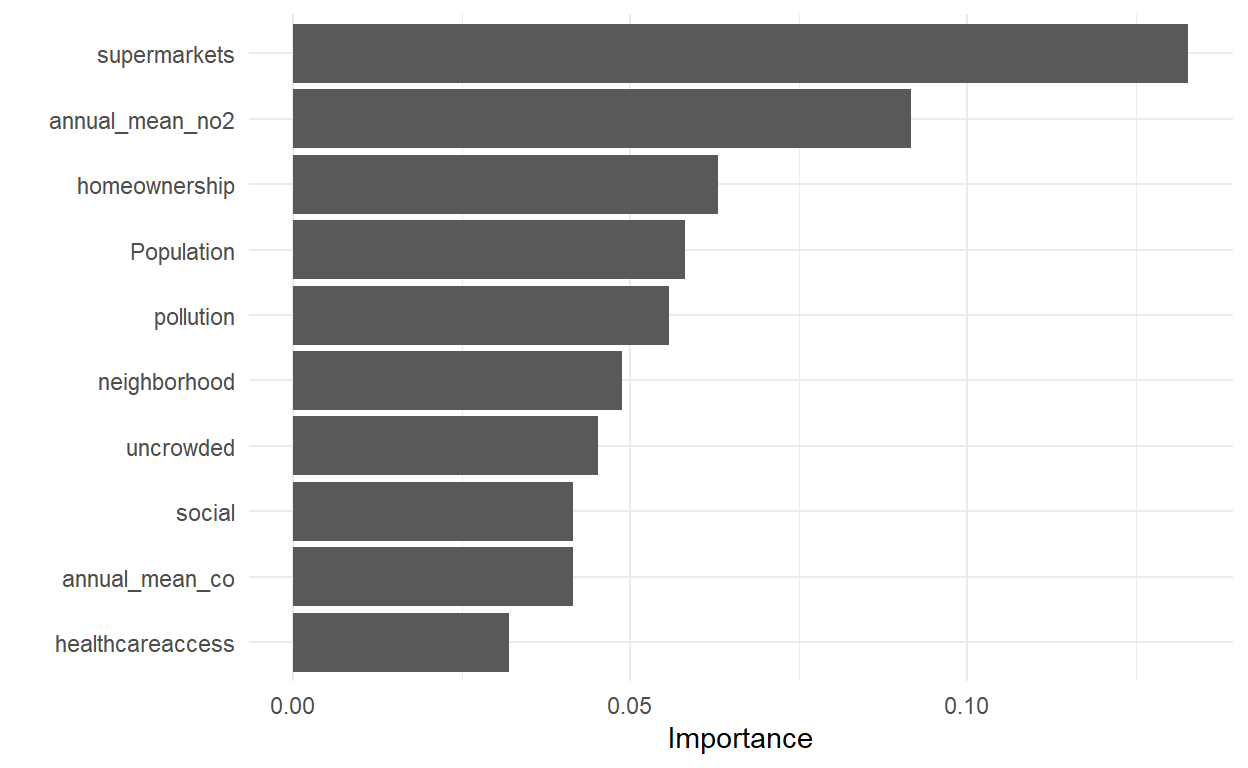 supermarkets
annual_mean_no2
homeownership
Population
pollution
neighborhood
uncrowded
social
annual_mean_co
healthcareaccess
0.00 0.05 0.10
Importance